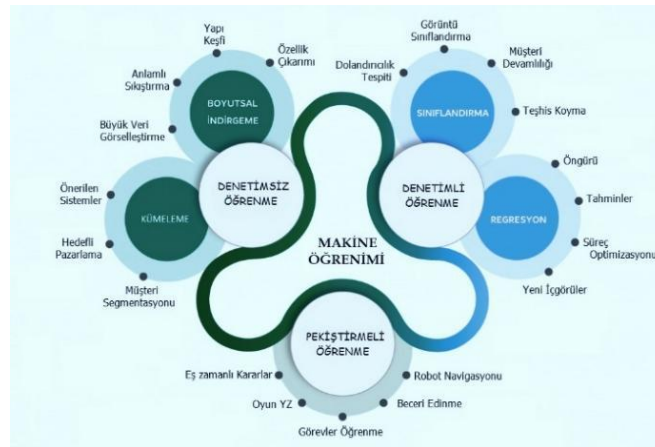 Yapı
Keşfi
Özellik
Çıkarımı
Anlamlı
Sıkıştırma
Büyük Veri
Görselleştirme
BOYUTSAL
İNDİRGEME
Önerilen
Sistemler
Hedefli
Pazarlama
Müşteri
Segmentasyonu
KÜMELEME
DENETİMSİZ
ÖĞRENME
Görüntü
Sınıflandırma
Dolandırıcılık
Tespiti
Müşteri
Devamlılığı
Teşhis Koyma
SINIFLANDIRMA
DENETİMLİ
ÖĞRENME
Öngürü
Tahminler
Süreç
Optimizasyonu
Yeni İçgörüler
REGRESYON
MAKİNE
ÖĞRENİMİ
PEKİŞTİRMELİ
ÖĞRENME
Eş zamanlı Kararlar
Oyun YZ
Görevler Öğrenme
Beceri Edinme
Robot Navigasyonu